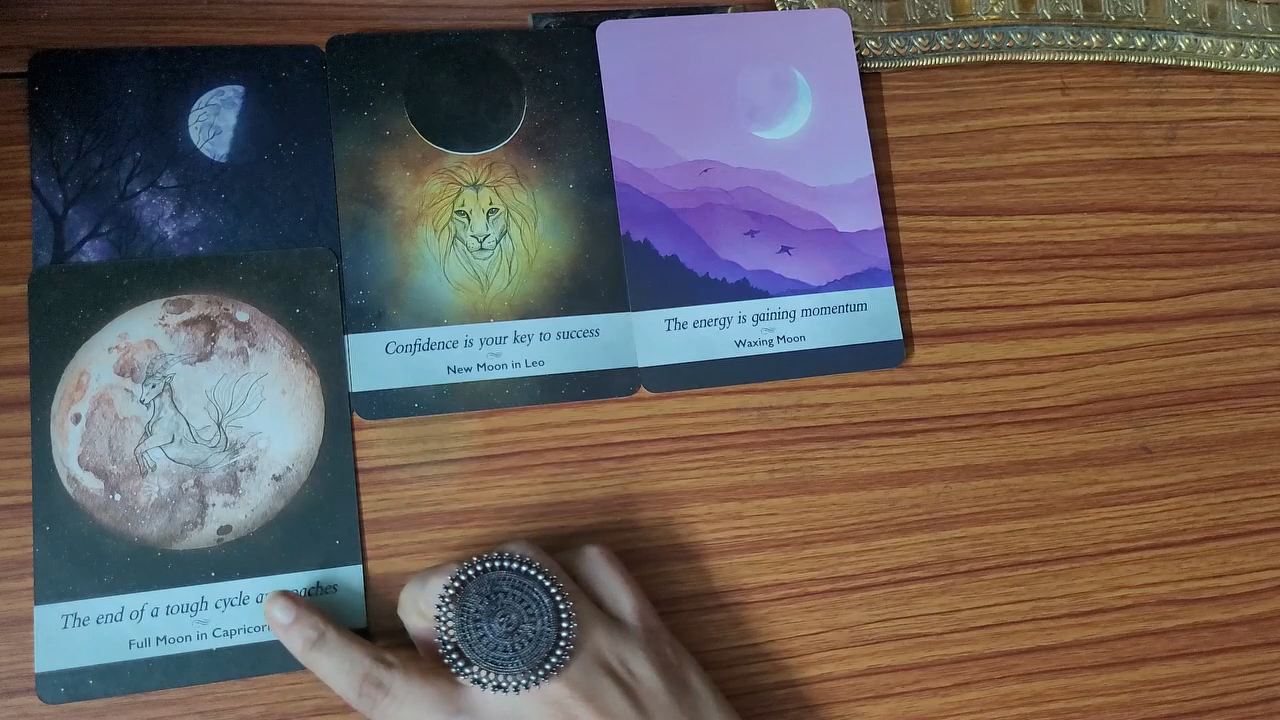 Confidence is your key to success
New Moon in Leo
The energy is gaining momentum
Waxing Moon
The end of a tough cycle
Full Moon in